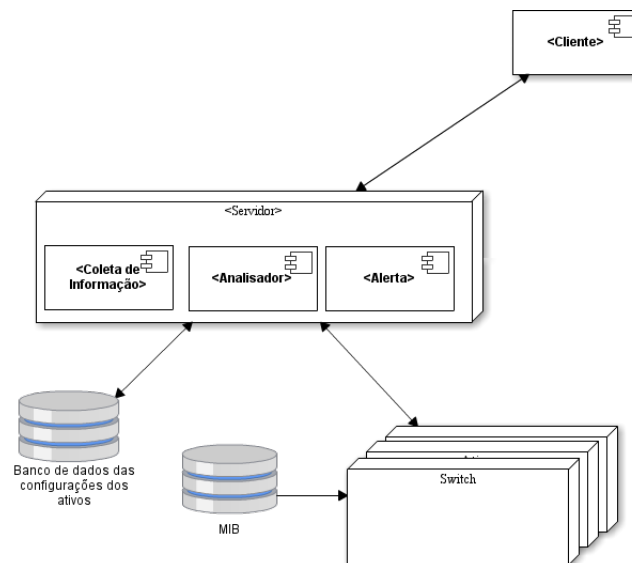 <Cliente>
<Servidor>
<Coleta de
Informação>
<Analisador>
<Alerta>
Banco de dados das
configurações dos
ativos
MIB
Switch